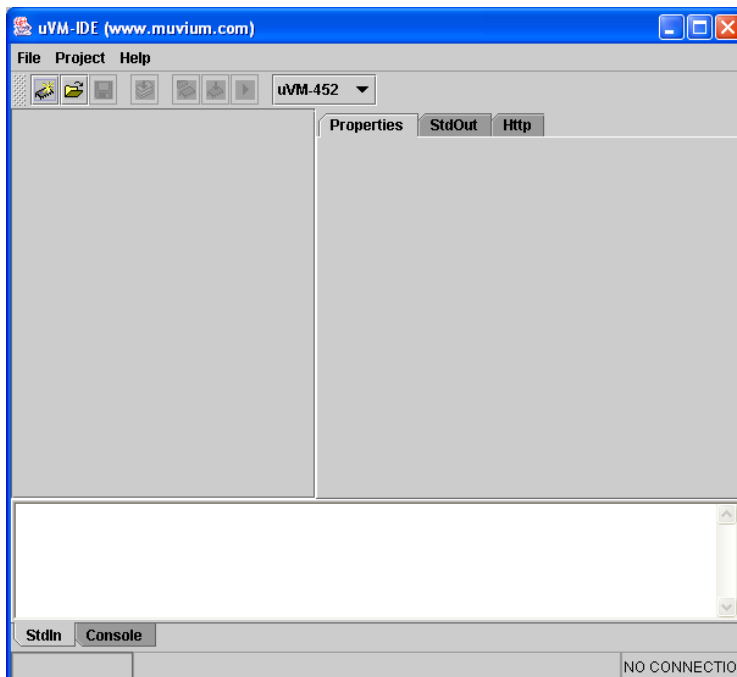 uVM-IDE (www.muvium.com)
File Project Help
uVM-452
Properties StdOut Http
StdIn Console
NO CONNECTIO